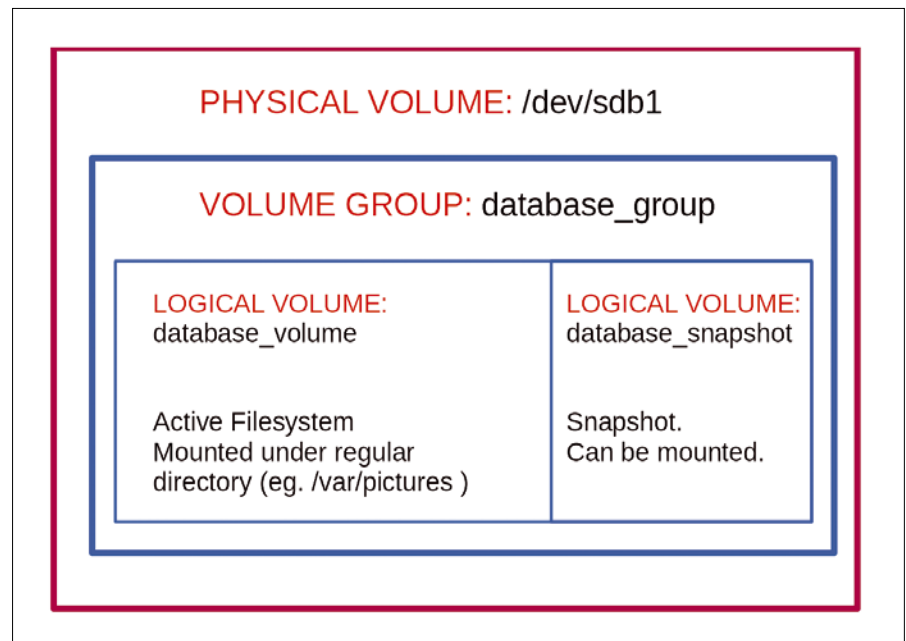 PHYSICAL VOLUME: /dev/sdb1
VOLUME GROUP: database_group
LOGICAL VOLUME:
database_volume
Active Filesystem
Mounted under regular
directory (eg. /var/pictures )
LOGICAL VOLUME:
database_snapshot
Snapshot.
Can be mounted.